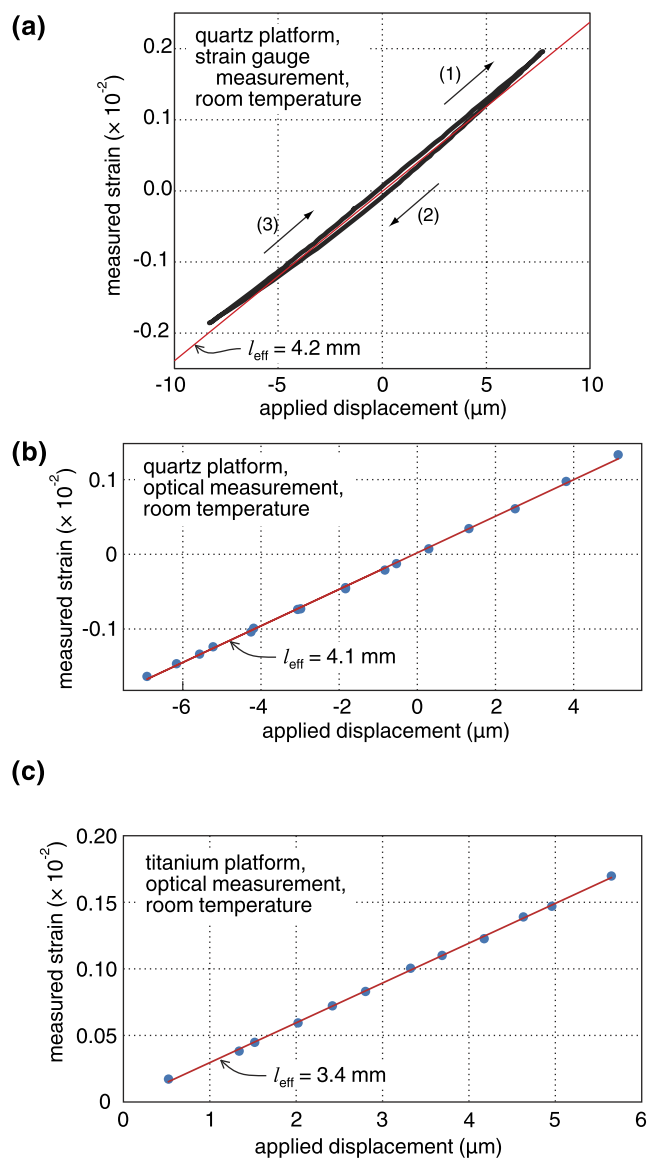 (a)
quartz platform,
strain gauge
measurement,
room temperature
(1)
(2)
(3)
l_eff = 4.2 mm
measured strain (× 10⁻²)
0.2
0.1
0.0
-0.1
-0.2
-10 -5 0 5 10
applied displacement (µm)
(b)
quartz platform,
optical measurement,
room temperature
l_eff = 4.1 mm
measured strain (× 10⁻²)
0.1
0
-0.1
-6 -4 -2 0 2 4
applied displacement (µm)
(c)
titanium platform,
optical measurement,
room temperature
l_eff = 3.4 mm
measured strain (× 10⁻²)
0.20
0.15
0.10
0.05
0
0 1 2 3 4 5 6
applied displacement (µm)